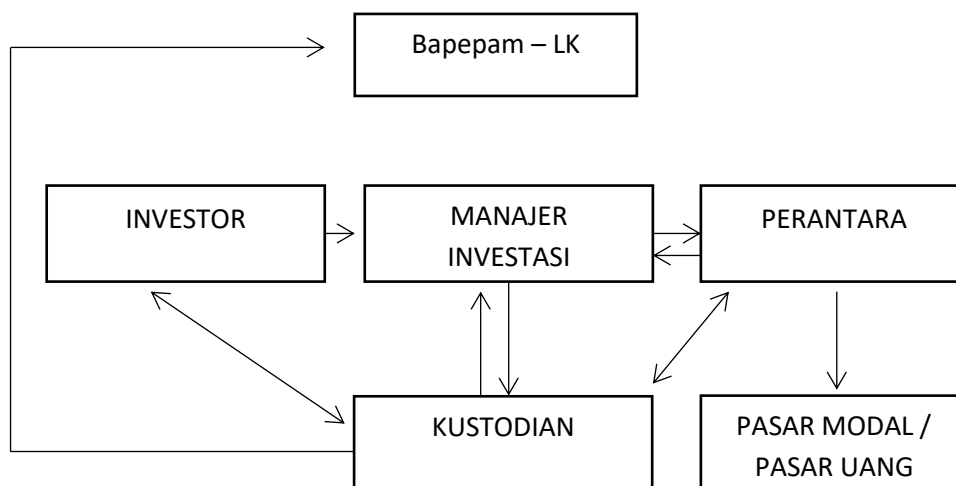 Bapepam – LK
INVESTOR
MANAJER
INVESTASI
PERANTARA
KUSTODIAN
PASAR MODAL /
PASAR UANG